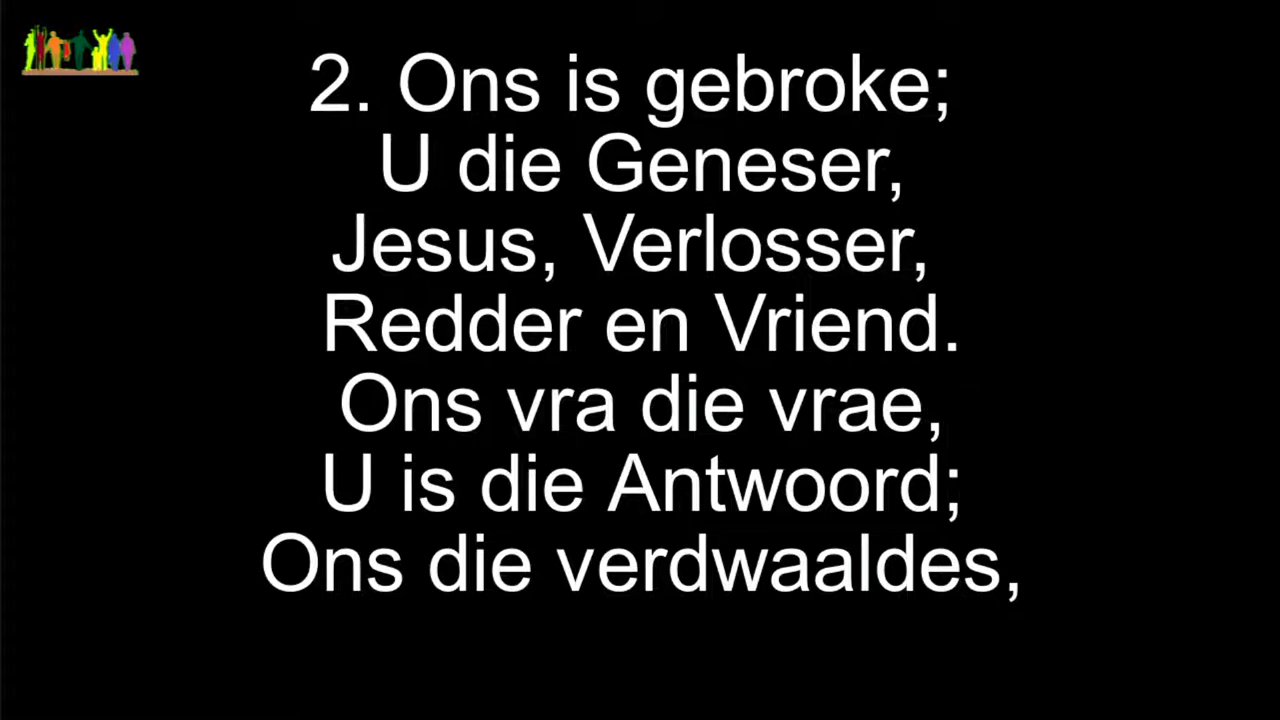 2. Ons is gebroke;
U die Geneser,
Jesus, Verlosser,
Redder en Vriend.
Ons vra die vrae,
U is die Antwoord;
Ons die verdwaaldes,